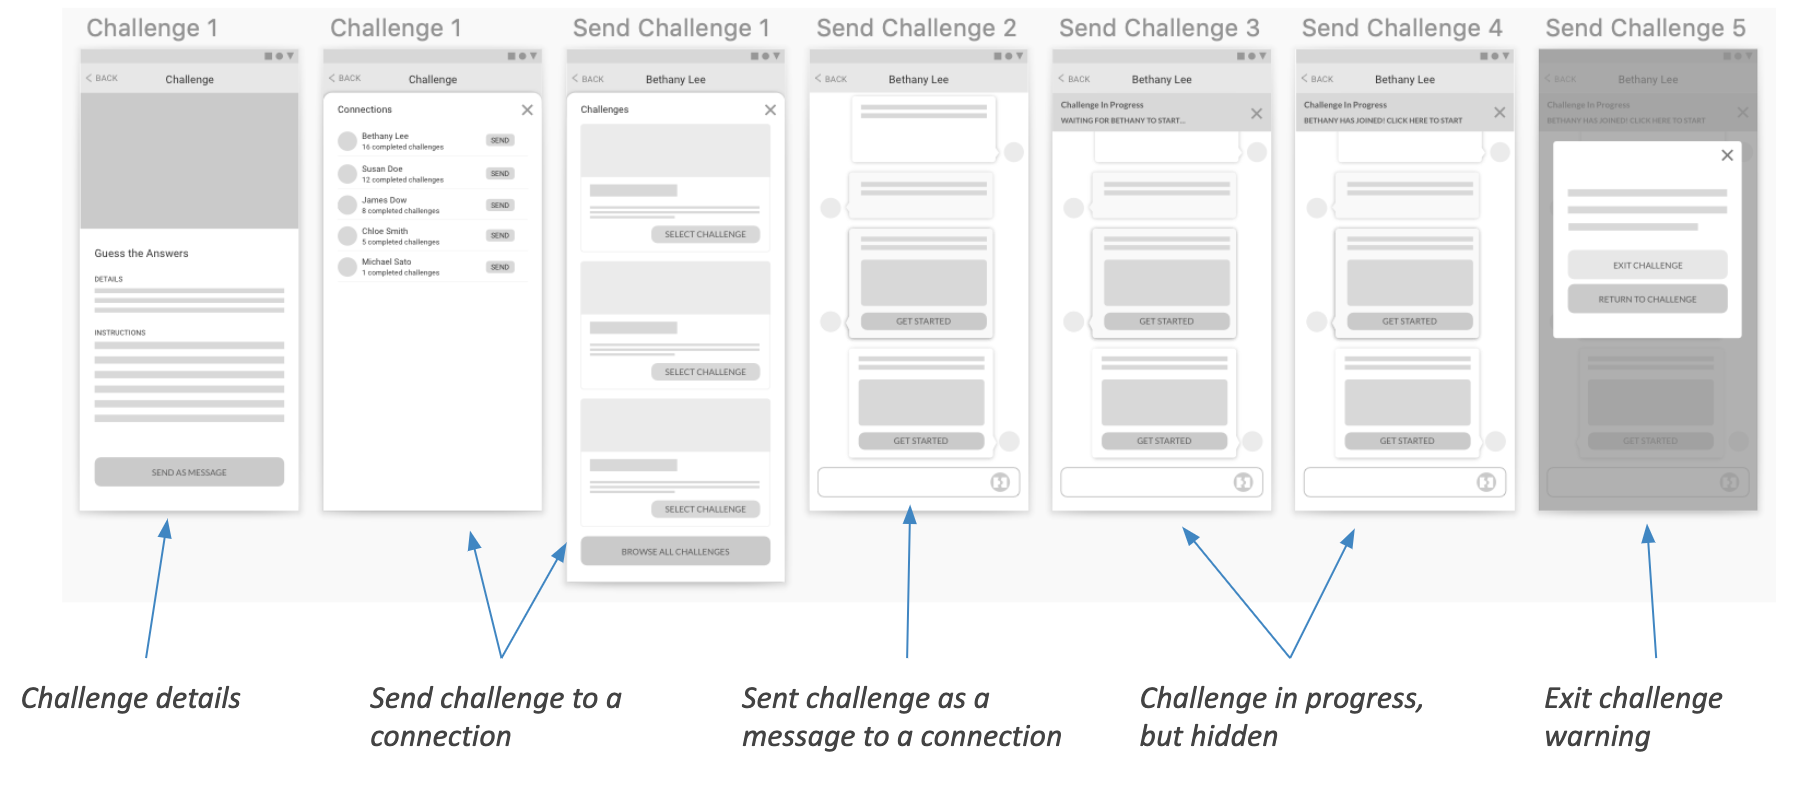 Challenge 1
Challenge 1
Send Challenge 1
Send Challenge 2
Send Challenge 3
Send Challenge 4
Send Challenge 5
BACK
Challenge
Guess the Answers
DETAILS
INSTRUCTIONS
SEND AS MESSAGE
BACK
Challenge
Connections
Bethany Lee
16 completed challenges
SEND
Susan Doe
12 completed challenges
SEND
James Dow
8 completed challenges
SEND
Chloe Smith
5 completed challenges
SEND
Michael Sato
1 completed challenges
SEND
BACK
Bethany Lee
Challenges
SELECT CHALLENGE
SELECT CHALLENGE
SELECT CHALLENGE
BROWSE ALL CHALLENGES
BACK
Bethany Lee
GET STARTED
GET STARTED
BACK
Bethany Lee
Challenge In Progress
WAITING FOR BETHANY TO START...
GET STARTED
GET STARTED
BACK
Bethany Lee
Challenge In Progress
BETHANY HAS JOINED! CLICK HERE TO START
GET STARTED
GET STARTED
BACK
Bethany Lee
Challenge In Progress
BETHANY HAS JOINED! CLICK HERE TO START
EXIT CHALLENGE
RETURN TO CHALLENGE
GET STARTED
Challenge details
Send challenge to a
connection
Sent challenge as a
message to a connection
Challenge in progress,
but hidden
Exit challenge
warning